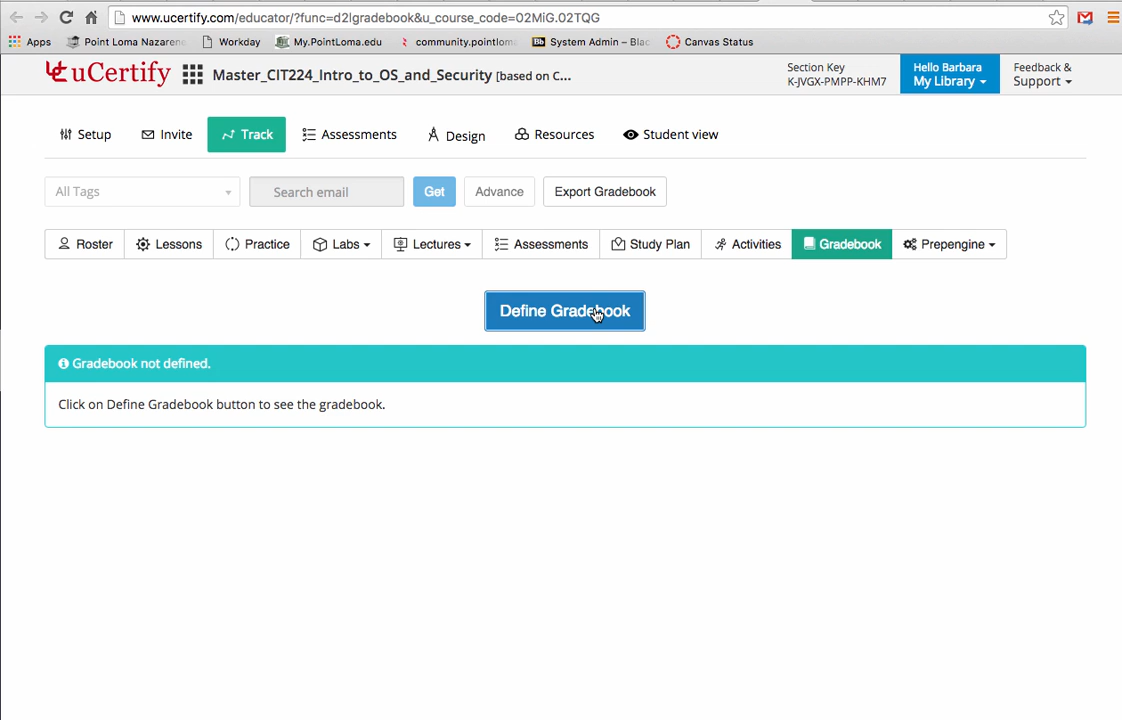 www.ucertify.com/educator/?func=d2lgradebook&u_course_code=02MiG.02TQG
Apps Point Loma Nazarene Workday My.PointLoma.edu community.pointloma System Admin – Blac Canvas Status
uCertify Master_CIT224_Intro_to_OS_and_Security [based on C...
Section Key
K-JVGX-PMPP-KHM7
Hello Barbara
My Library
Feedback &
Support
Setup Invite Track Assessments Design Resources Student view
All Tags Search email Get Advance Export Gradebook
Roster Lessons Practice Labs Lectures Assessments Study Plan Activities Gradebook Prepengine
Define Gradebook
Gradebook not defined.
Click on Define Gradebook button to see the gradebook.